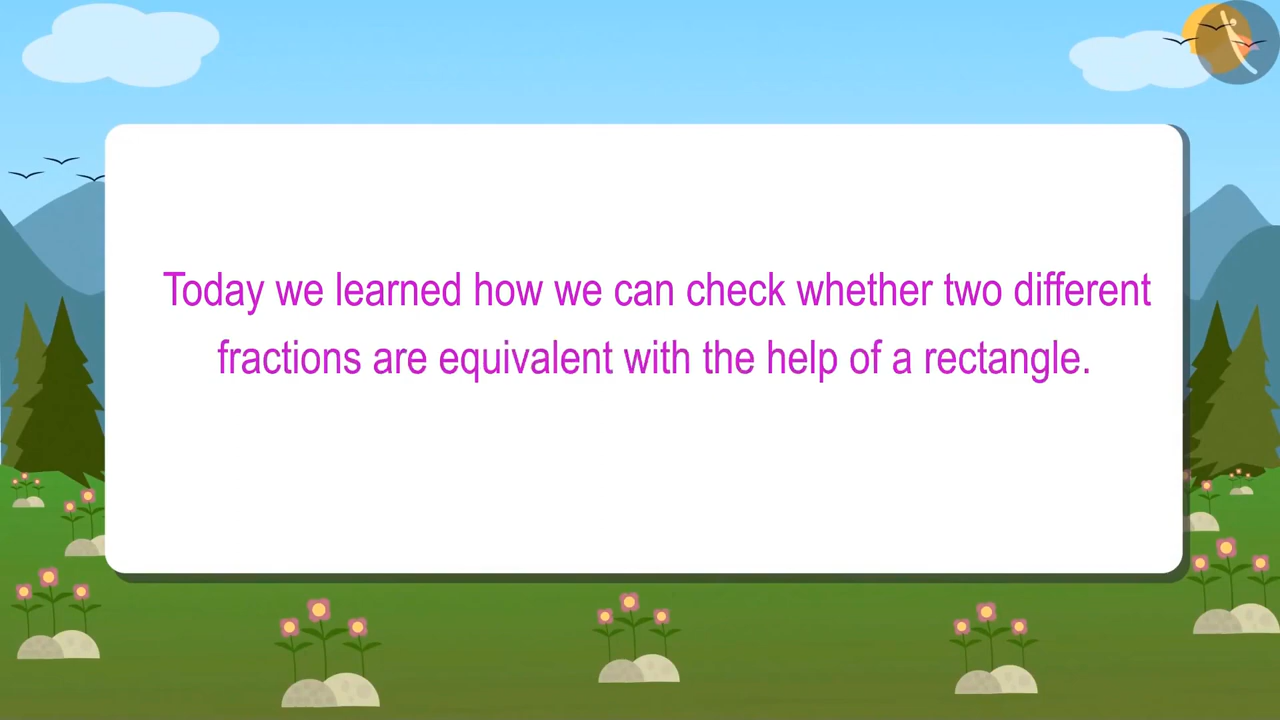 Today we learned how we can check whether two different
fractions are equivalent with the help of a rectangle.